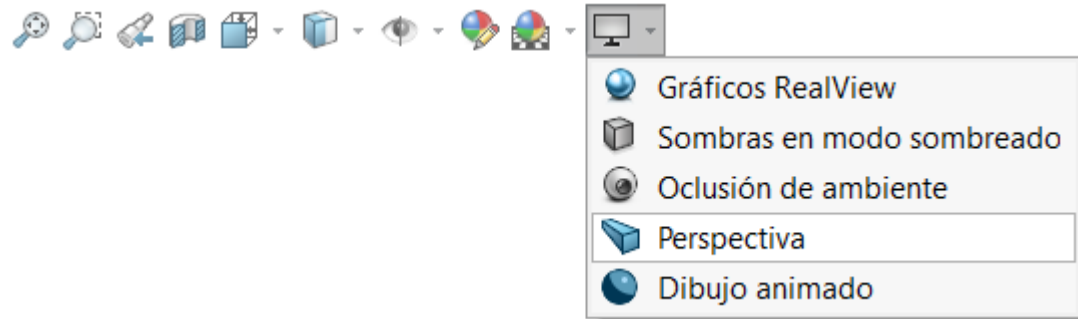 Gráficos RealView
Sombras en modo sombreado
Oclusión de ambiente
Perspectiva
Dibujo animado